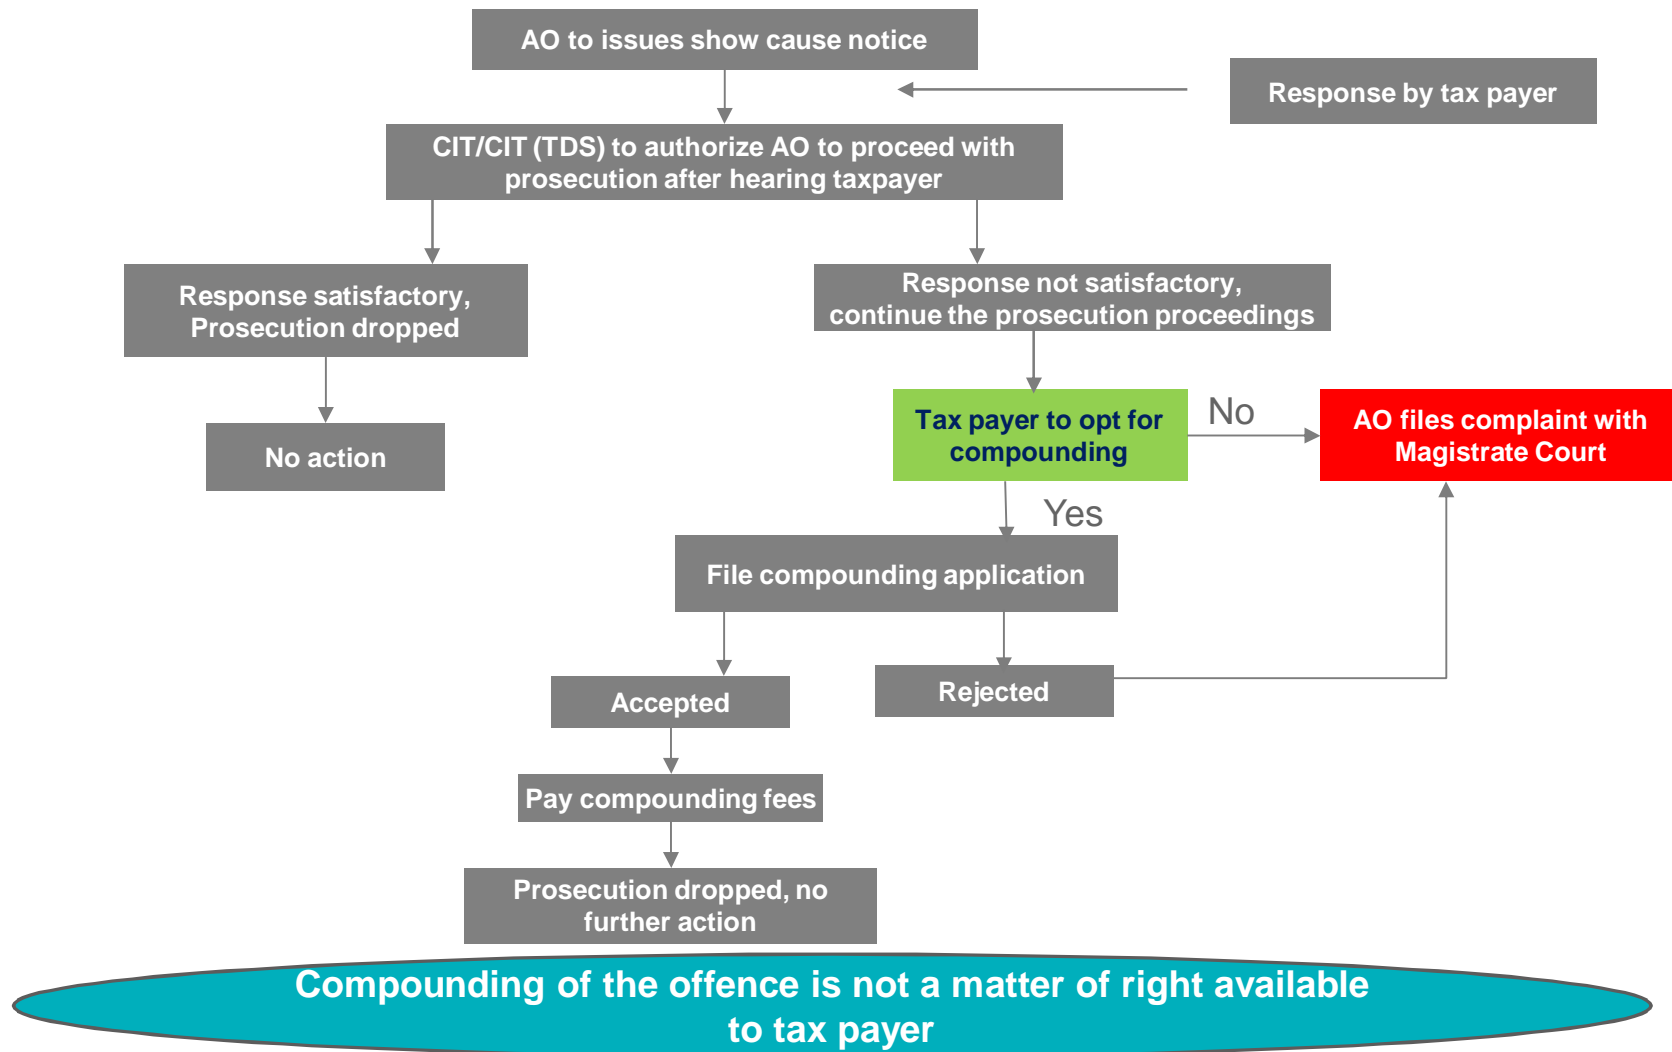 AO to issues show cause notice
Response by tax payer
CIT/CIT (TDS) to authorize AO to proceed with
prosecution after hearing taxpayer
Response satisfactory,
Prosecution dropped
Response not satisfactory,
continue the prosecution proceedings
No action
Tax payer to opt for
compounding
No
AO files complaint with
Magistrate Court
Yes
File compounding application
Accepted
Rejected
Pay compounding fees
Prosecution dropped, no
further action
Compounding of the offence is not a matter of right available
to tax payer